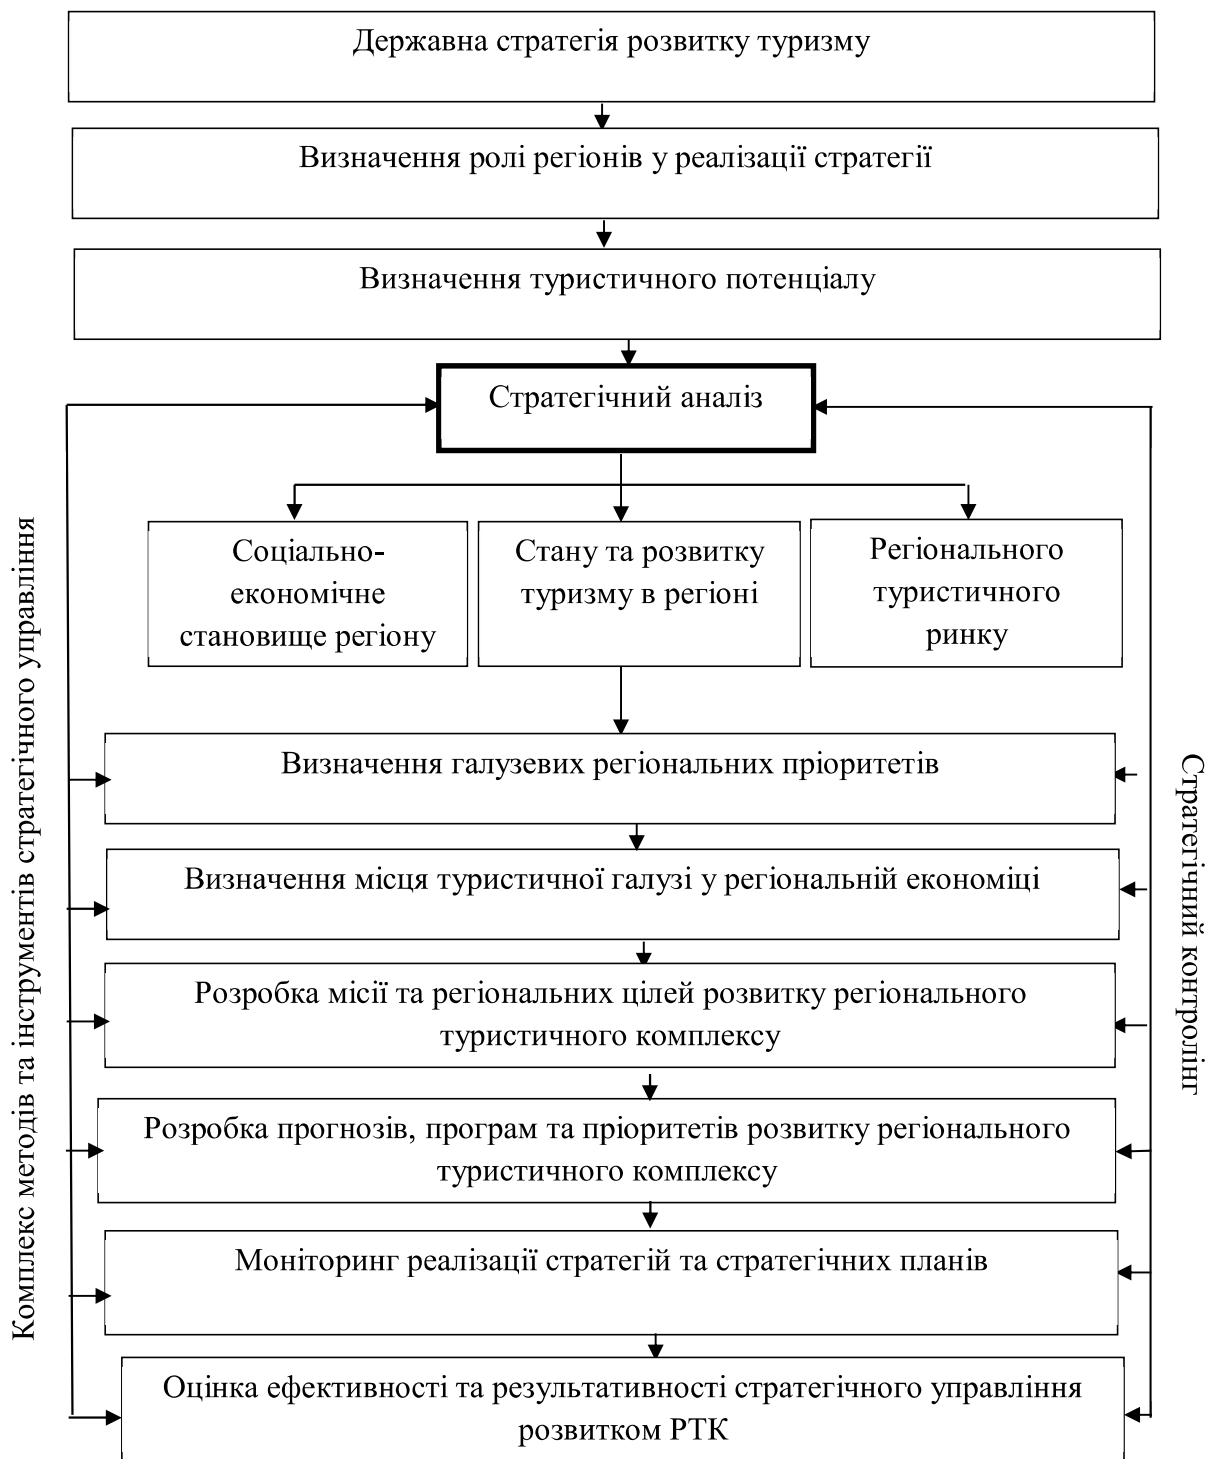 Державна стратегія розвитку туризму
Визначення ролі регіонів у реалізації стратегії
Визначення туристичного потенціалу
Стратегічний аналіз
Соціально-
економічне
становище регіону
Стану та розвитку
туризму в регіоні
Регіонального
туристичного
ринку
Визначення галузевих регіональних пріоритетів
Визначення місця туристичної галузі у регіональній економіці
Розробка місії та регіональних цілей розвитку регіонального
туристичного комплексу
Розробка прогнозів, програм та пріоритетів розвитку регіонального
туристичного комплексу
Моніторинг реалізації стратегій та стратегічних планів
Оцінка ефективності та результативності стратегічного управління
розвитком РТК
Комплекс методів та інструментів стратегічного управління
Стратегічний контролінг